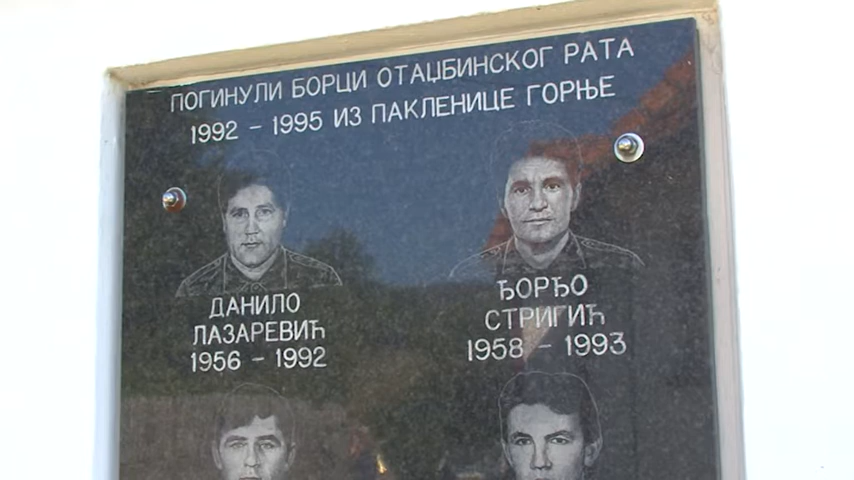 ПОГИНУЛИ БОРЦИ ОТАЏБИНСКОГ РАТА
1992 - 1995 ИЗ ПАКЛЕНИЦЕ ГОРЊЕ
ДАНИЛО
ЛАЗАРЕВИЋ
1956 - 1992
ЂОРЂО
СТРИГИЋ
1958 - 1993